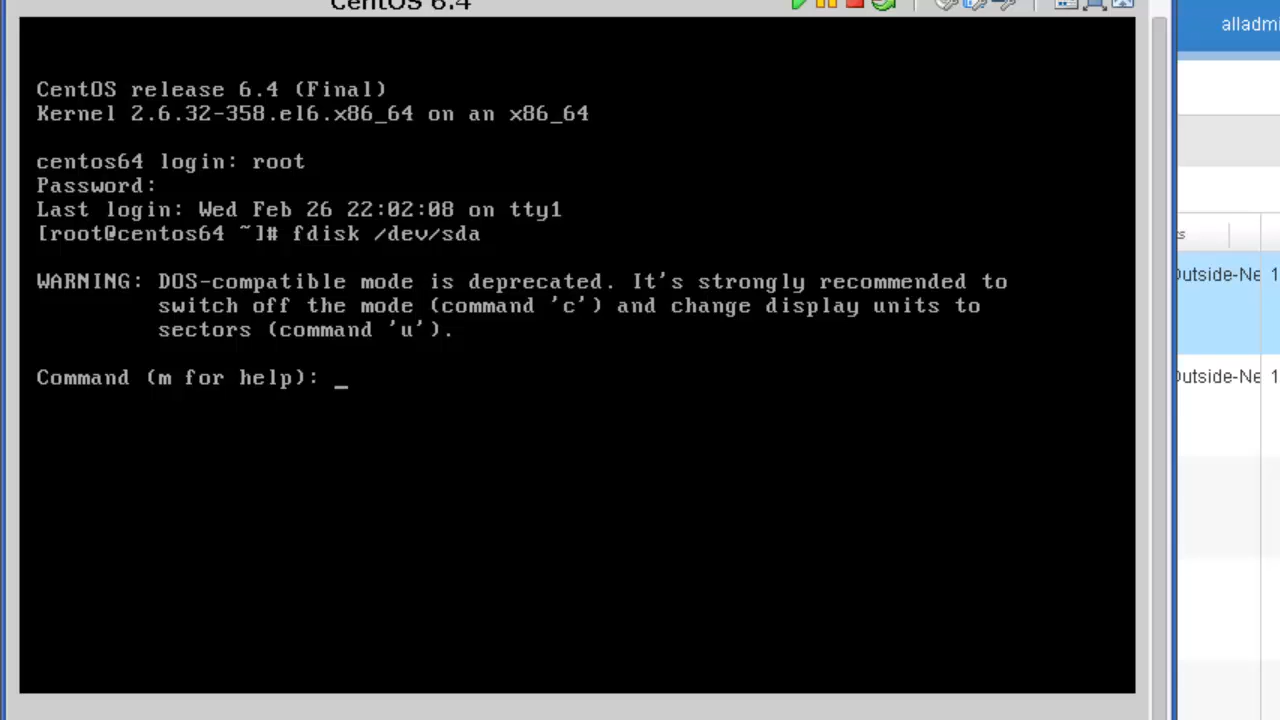 CentOS 6.4
alladmi
CentOS release 6.4 (Final)
Kernel 2.6.32-358.el6.x86_64 on an x86_64
centos64 login: root
Password:
Last login: Wed Feb 26 22:02:08 on tty1
[root@centos64 ~]# fdisk /dev/sda
WARNING: DOS-compatible mode is deprecated. It's strongly recommended to
switch off the mode (command 'c') and change display units to
sectors (command 'u').
Command (m for help): _
s
Outside-Ne 1
Outside-Ne 1